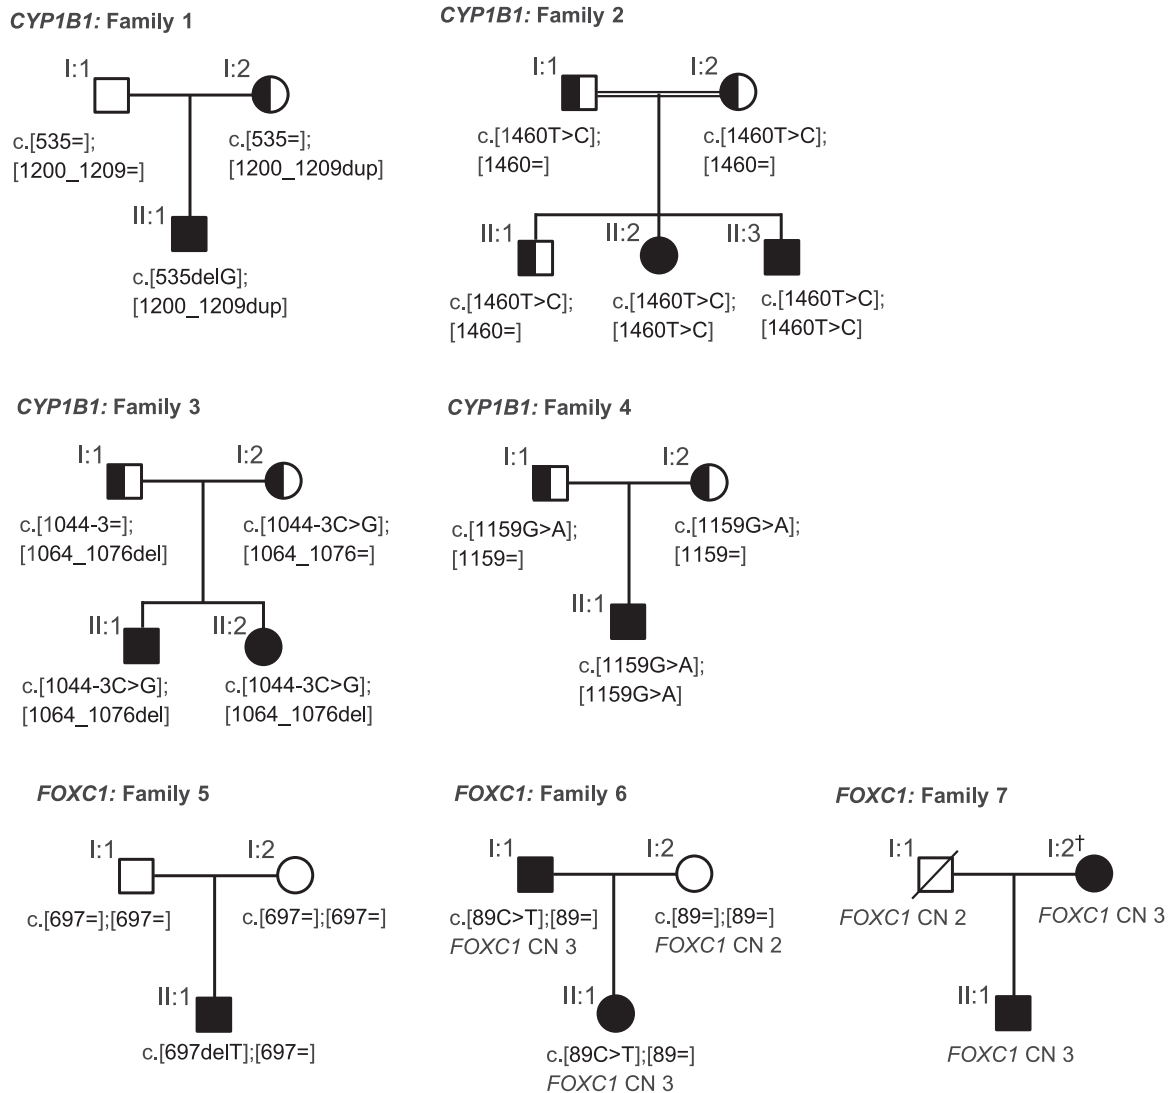 CYP1B1: Family 1
I:1
I:2
c.[535=];
[1200_1209=]
c.[535=];
[1200_1209dup]
II:1
c.[535delG];
[1200_1209dup]
CYP1B1: Family 2
I:1
I:2
c.[1460T>C];
[1460=]
c.[1460T>C];
[1460=]
II:1
II:2
II:3
c.[1460T>C];
[1460=]
c.[1460T>C];
[1460T>C]
c.[1460T>C];
[1460T>C]
CYP1B1: Family 3
I:1
I:2
c.[1044-3=];
[1064_1076del]
c.[1044-3C>G];
[1064_1076=]
II:1
II:2
c.[1044-3C>G];
[1064_1076del]
c.[1044-3C>G];
[1064_1076del]
CYP1B1: Family 4
I:1
I:2
c.[1159G>A];
[1159=]
c.[1159G>A];
[1159=]
II:1
c.[1159G>A];
[1159G>A]
FOXC1: Family 5
I:1
I:2
c.[697=];[697=]
c.[697=];[697=]
II:1
c.[697delT];[697=]
FOXC1: Family 6
I:1
I:2
c.[89C>T];[89=]
FOXC1 CN 3
c.[89=];[89=]
FOXC1 CN 2
II:1
c.[89C>T];[89=]
FOXC1 CN 3
FOXC1: Family 7
I:1
I:2†
FOXC1 CN 2
FOXC1 CN 3
II:1
FOXC1 CN 3